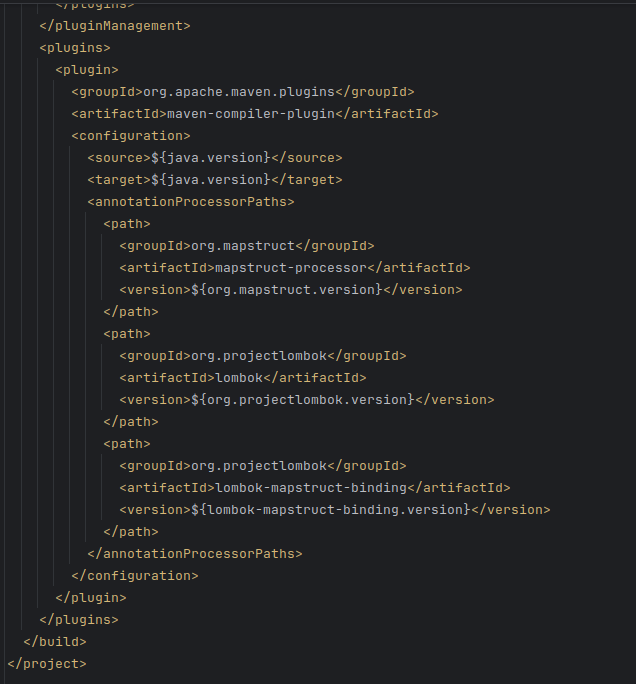 </plugins>
</pluginManagement>
<plugins>
<plugin>
<groupId>org.apache.maven.plugins</groupId>
<artifactId>maven-compiler-plugin</artifactId>
<configuration>
<source>${java.version}</source>
<target>${java.version}</target>
<annotationProcessorPaths>
<path>
<groupId>org.mapstruct</groupId>
<artifactId>mapstruct-processor</artifactId>
<version>${org.mapstruct.version}</version>
</path>
<path>
<groupId>org.projectlombok</groupId>
<artifactId>lombok</artifactId>
<version>${org.projectlombok.version}</version>
</path>
<path>
<groupId>org.projectlombok</groupId>
<artifactId>lombok-mapstruct-binding</artifactId>
<version>${lombok-mapstruct-binding.version}</version>
</path>
</annotationProcessorPaths>
</configuration>
</plugin>
</plugins>
</build>
</project>